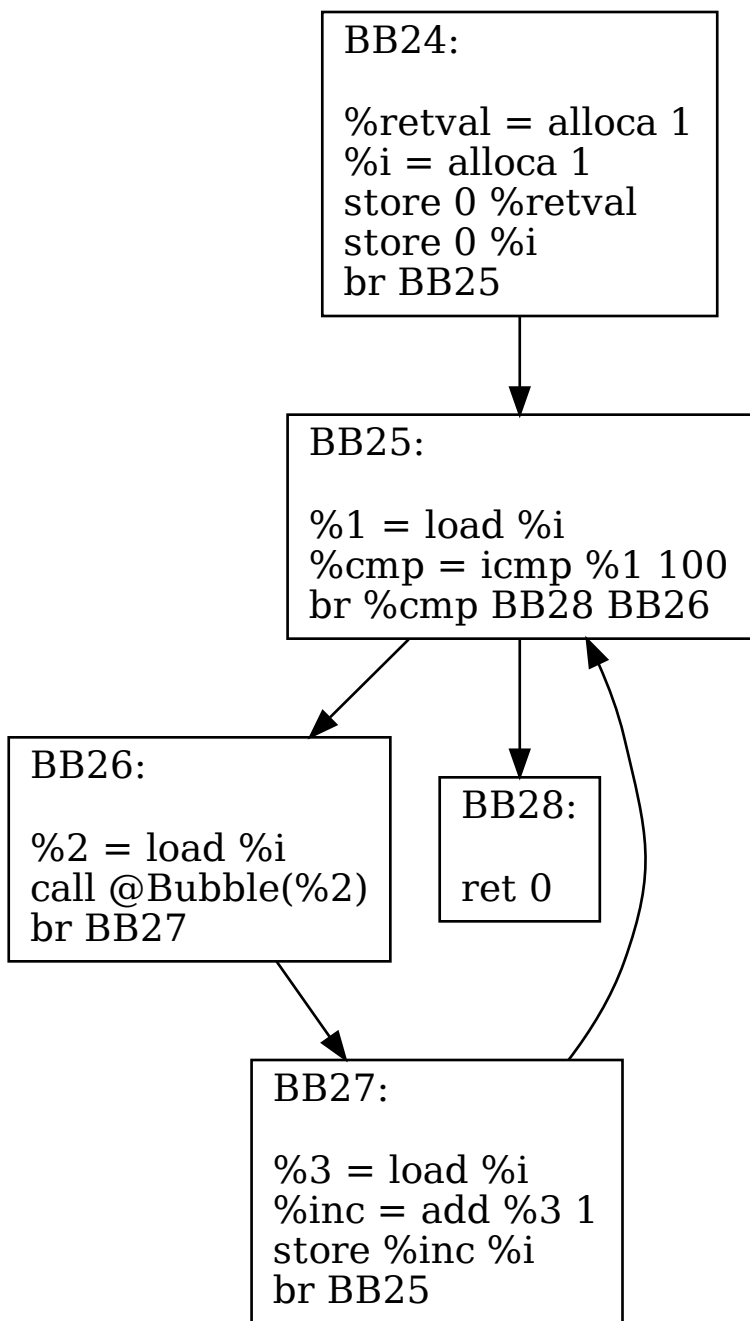 BB24:
%retval = alloca 1
%i = alloca 1
store 0 %retval
store 0 %i
br BB25
BB25:
%1 = load %i
%cmp = icmp %1 100
br %cmp BB28 BB26
BB26:
%2 = load %i
call @Bubble(%2)
br BB27
BB28:
ret 0
BB27:
%3 = load %i
%inc = add %3 1
store %inc %i
br BB25